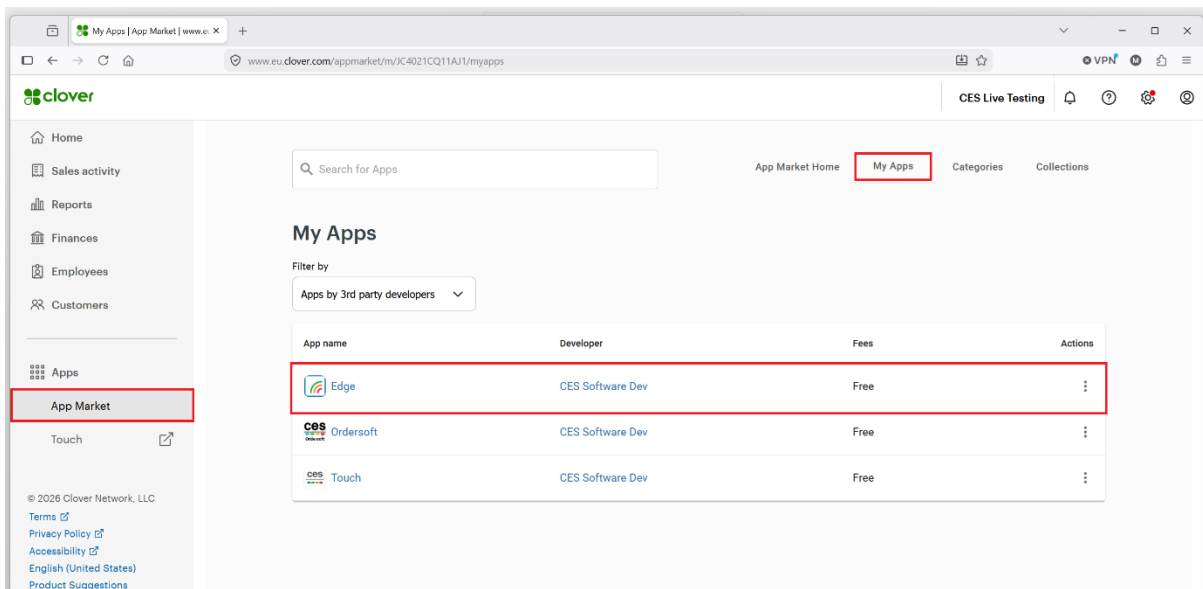 My Apps | App Market | www.eu
www.eu.clover.com/appmarket/m/JC4021CQ11AJ1/myapps
VPN
M
clover
CES Live Testing
Home
Sales activity
Reports
Finances
Employees
Customers
Apps
App Market
Touch
© 2026 Clover Network, LLC
Terms
Privacy Policy
Accessibility
English (United States)
Product Suggestions
Search for Apps
App Market Home
My Apps
Categories
Collections
My Apps
Filter by
Apps by 3rd party developers
App name Developer Fees Actions
Edge CES Software Dev Free
ces Ordersoft Ordersoft CES Software Dev Free
ces Touch CES Software Dev Free